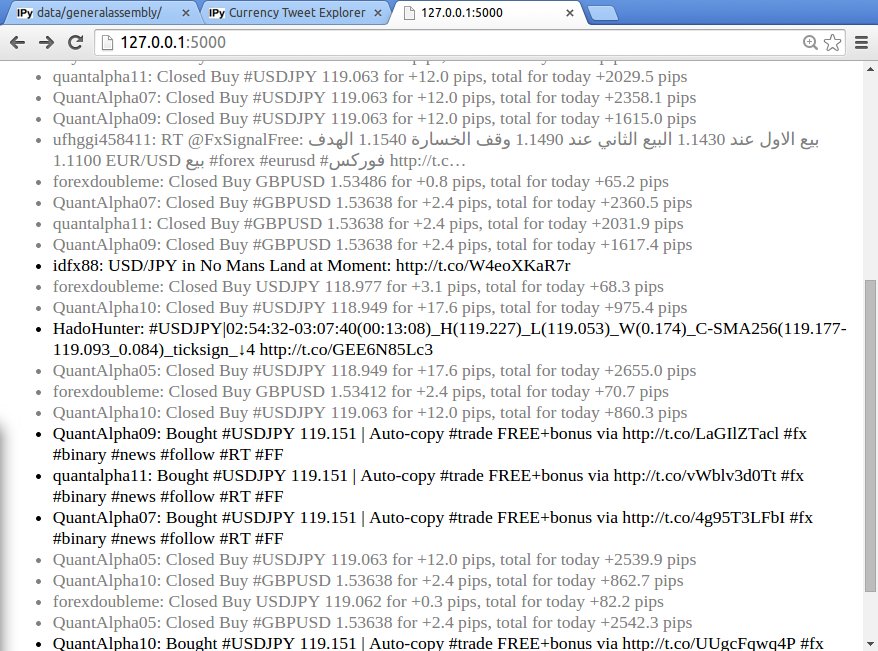 IPy data/generalassembly/
IPy Currency Tweet Explorer
127.0.0.1:5000
127.0.0.1:5000
quantalpha11: Closed Buy #USDJPY 119.063 for +12.0 pips, total for today +2029.5 pips
QuantAlpha07: Closed Buy #USDJPY 119.063 for +12.0 pips, total for today +2358.1 pips
QuantAlpha09: Closed Buy #USDJPY 119.063 for +12.0 pips, total for today +1615.0 pips
ufhggi458411: RT @FxSignalFree: بيع الاول عند 1.1430 البيع الثاني عند 1.1490 وقف الخسارة 1.1540 الهدف
1.1100 EUR/USD بيع #forex #eurusd #فوركس http://t.c…
forexdoubleme: Closed Buy GBPUSD 1.53486 for +0.8 pips, total for today +65.2 pips
QuantAlpha07: Closed Buy #GBPUSD 1.53638 for +2.4 pips, total for today +2360.5 pips
quantalpha11: Closed Buy #GBPUSD 1.53638 for +2.4 pips, total for today +2031.9 pips
QuantAlpha09: Closed Buy #GBPUSD 1.53638 for +2.4 pips, total for today +1617.4 pips
idfx88: USD/JPY in No Mans Land at Moment: http://t.co/W4eoXKaR7r
forexdoubleme: Closed Buy USDJPY 118.977 for +3.1 pips, total for today +68.3 pips
QuantAlpha10: Closed Buy #USDJPY 118.949 for +17.6 pips, total for today +975.4 pips
HadoHunter: #USDJPY|02:54:32-03:07:40(00:13:08)_H(119.227)_L(119.053)_W(0.174)_C-SMA256(119.177-
119.093_0.084)_ticksign_↓4 http://t.co/GEE6N85Lc3
QuantAlpha05: Closed Buy #USDJPY 118.949 for +17.6 pips, total for today +2655.0 pips
forexdoubleme: Closed Buy GBPUSD 1.53412 for +2.4 pips, total for today +70.7 pips
QuantAlpha10: Closed Buy #USDJPY 119.063 for +12.0 pips, total for today +860.3 pips
QuantAlpha09: Bought #USDJPY 119.151 | Auto-copy #trade FREE+bonus via http://t.co/LaGIlZTacl #fx
#binary #news #follow #RT #FF
quantalpha11: Bought #USDJPY 119.151 | Auto-copy #trade FREE+bonus via http://t.co/vWblv3d0Tt #fx
#binary #news #follow #RT #FF
QuantAlpha07: Bought #USDJPY 119.151 | Auto-copy #trade FREE+bonus via http://t.co/4g95T3LFbI #fx
#binary #news #follow #RT #FF
QuantAlpha05: Closed Buy #USDJPY 119.063 for +12.0 pips, total for today +2539.9 pips
QuantAlpha10: Closed Buy #GBPUSD 1.53638 for +2.4 pips, total for today +862.7 pips
forexdoubleme: Closed Buy USDJPY 119.062 for +0.3 pips, total for today +82.2 pips
QuantAlpha05: Closed Buy #GBPUSD 1.53638 for +2.4 pips, total for today +2542.3 pips
QuantAlpha10: Bought #USDJPY 119.151 | Auto-copy #trade FREE+bonus via http://t.co/UUgcFqwq4P #fx